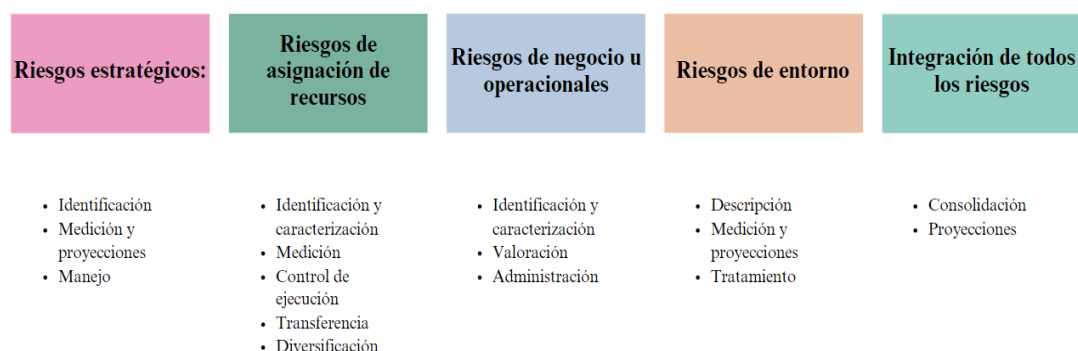 Riesgos estratégicos:
Riesgos de
asignación de
recursos
Riesgos de negocio u
operacionales
Riesgos de entorno
Integración de todos
los riesgos
• Identificación
• Medición y
proyecciones
• Manejo
• Identificación y
caracterización
• Medición
• Control de
ejecución
• Transferencia
• Diversificación
• Identificación y
caracterización
• Valoración
• Administración
• Descripción
• Medición y
proyecciones
• Tratamiento
• Consolidación
• Proyecciones